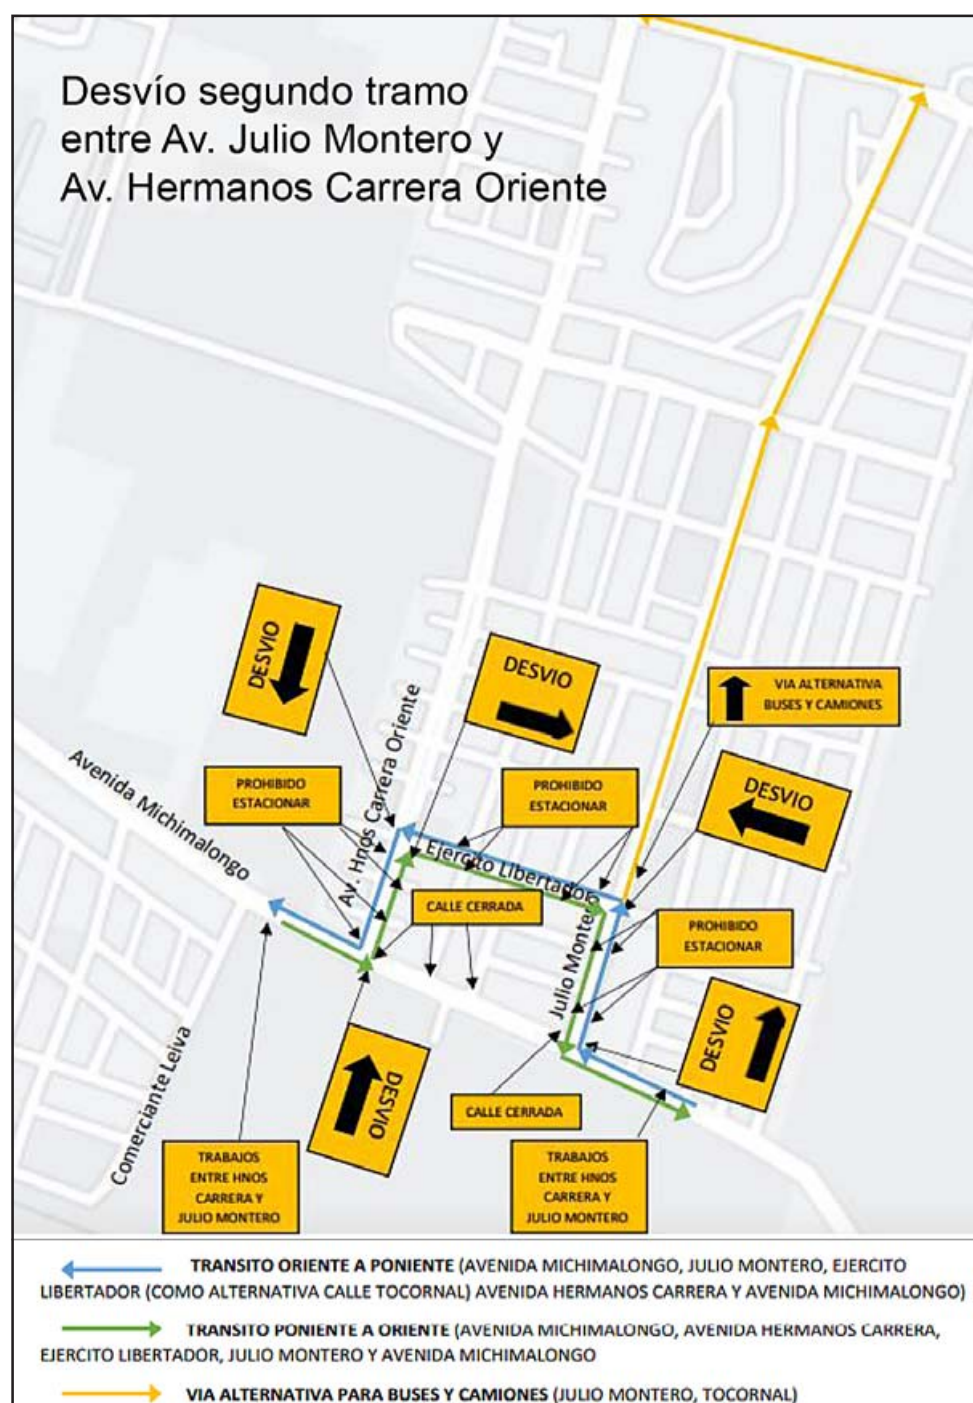 Desvío segundo tramo
entre Av. Julio Montero y
Av. Hermanos Carrera Oriente
DESVIO
DESVIO
VIA ALTERNATIVA
BUSES Y CAMIONES
Avenida Michimalongo
PROHIBIDO
ESTACIONAR
Av. Hnos Carrera Oriente
PROHIBIDO
ESTACIONAR
DESVIO
Ejercito Libertador
CALLE CERRADA
Julio Montero
PROHIBIDO
ESTACIONAR
DESVIO
DESVIO
Comerciante Leiva
CALLE CERRADA
TRABAJOS
ENTRE HNOS
CARRERA Y
JULIO MONTERO
TRABAJOS
ENTRE HNOS
CARRERA Y
JULIO MONTERO
TRANSITO ORIENTE A PONIENTE (AVENIDA MICHIMALONGO, JULIO MONTERO, EJERCITO
LIBERTADOR (COMO ALTERNATIVA CALLE TOCORNAL) AVENIDA HERMANOS CARRERA Y AVENIDA MICHIMALONGO)
TRANSITO PONIENTE A ORIENTE (AVENIDA MICHIMALONGO, AVENIDA HERMANOS CARRERA,
EJERCITO LIBERTADOR, JULIO MONTERO Y AVENIDA MICHIMALONGO
VIA ALTERNATIVA PARA BUSES Y CAMIONES (JULIO MONTERO, TOCORNAL)